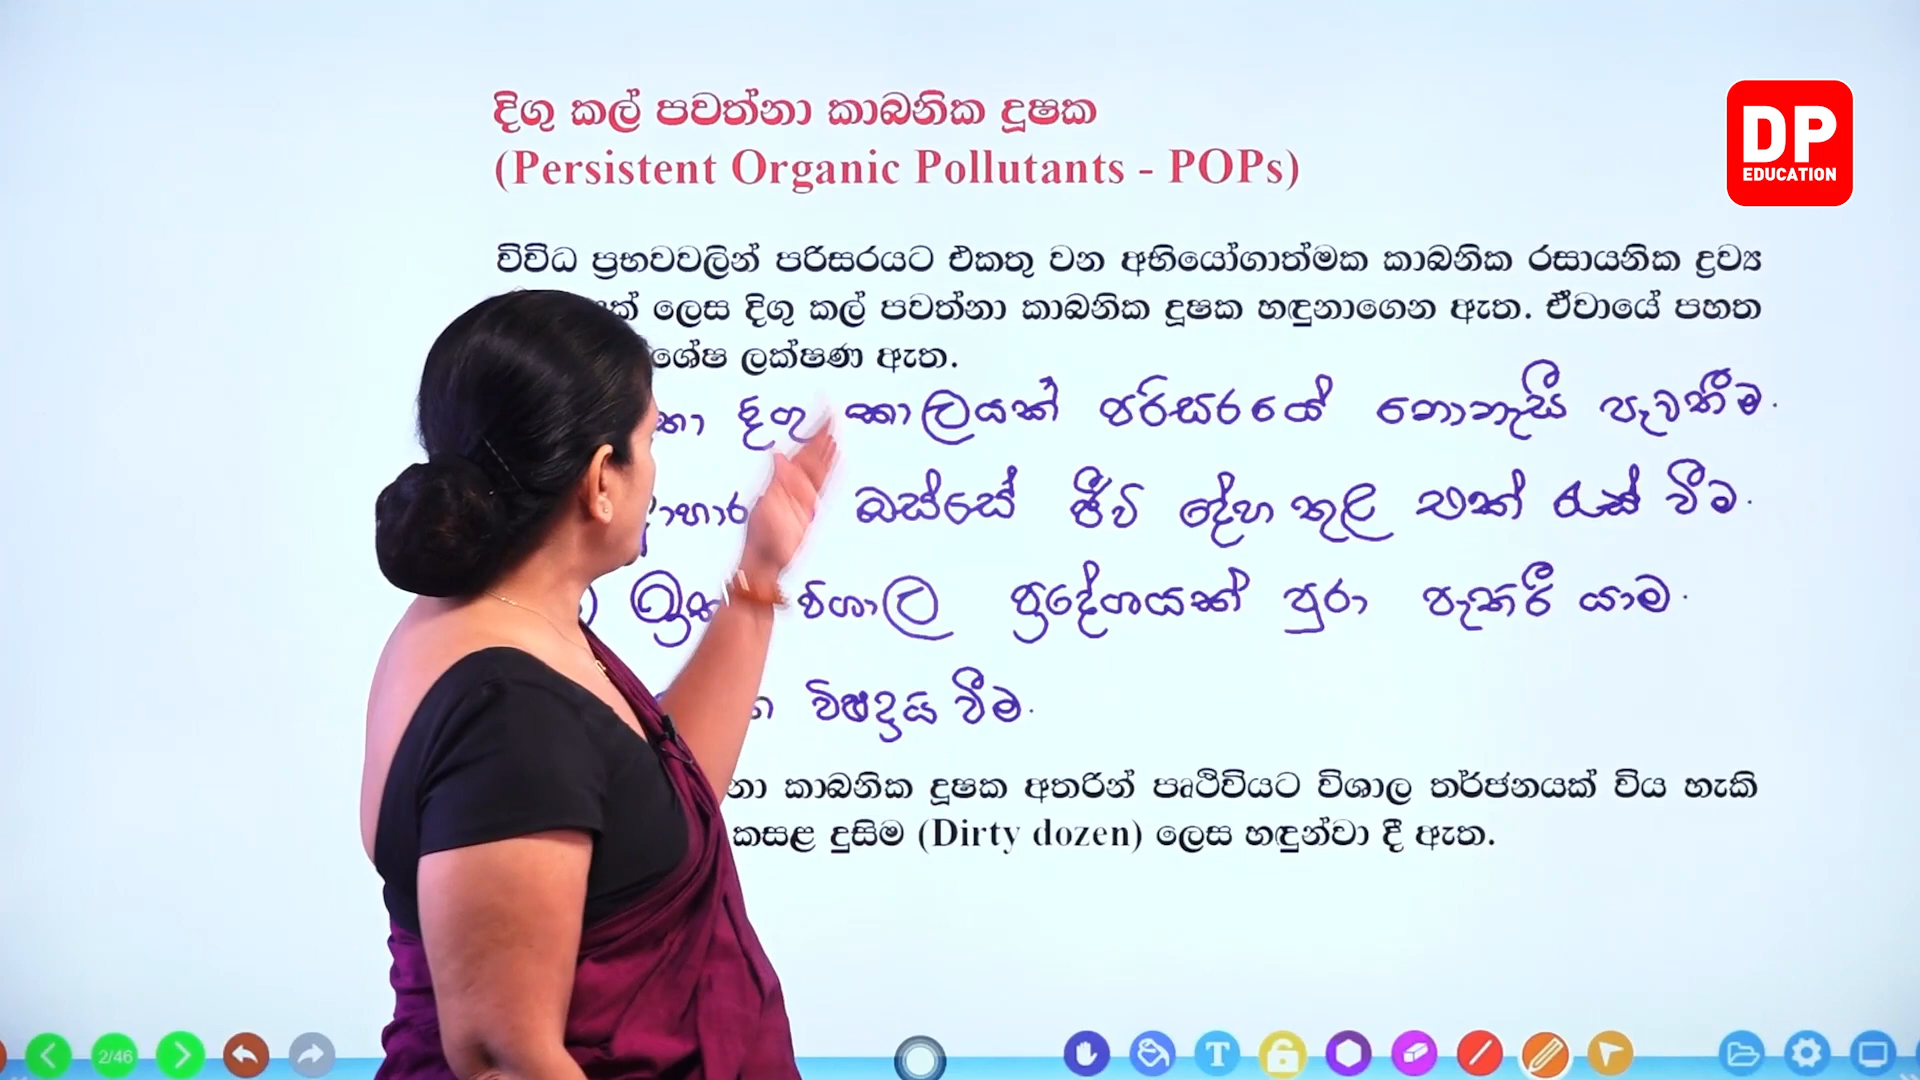 දිගු කල් පවත්නා කාබනික දූෂක
(Persistent Organic Pollutants - POPs)
DP
EDUCATION
විවිධ ප්‍රභවවලින් පරිසරයට එකතු වන අභියෝගාත්මක කාබනික රසායනික ද්‍රව්‍ය
ලෙස දිගු කල් පවත්නා කාබනික දූෂක හඳුනාගෙන ඇත. ඒවායේ පහත
ලක්ෂණ ඇත.
දිගු කාලයක් පරිසරයේ නොනැසී පැවතීම.
බස්සේ ජීවී දේහ තුළ එක් රැස් වීම.
විශාල ප්‍රදේශයක් පුරා පැතිරී යාම.
විෂදායි වීම.
කාබනික දූෂක අතරින් පෘථිවියට විශාල තර්ජනයක් විය හැකි
කසළ දුසිම (Dirty dozen) ලෙස හඳුන්වා දී ඇත.
2/46
T